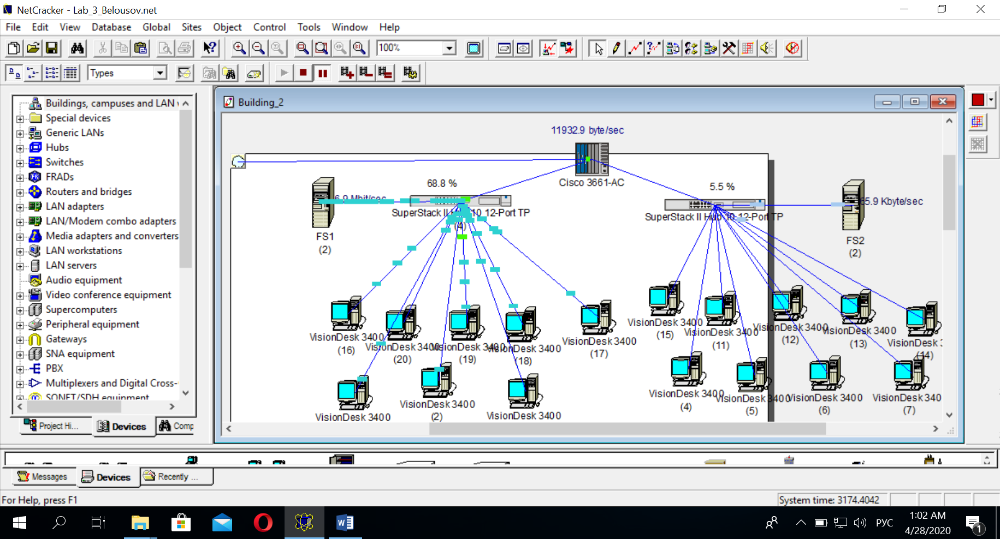 NetCracker - Lab_3_Belousov.net
File Edit View Database Global Sites Object Control Tools Window Help
100%
Types
Buildings, campuses and LAN
Special devices
Generic LANs
Hubs
Switches
FRADs
Routers and bridges
LAN adapters
LAN/Modem combo adapters
Media adapters and converters
LAN workstations
LAN servers
Audio equipment
Video conference equipment
Supercomputers
Peripheral equipment
Gateways
SNA equipment
PBX
Multiplexers and Digital Cross-
SONET/SDH equipment
Project Hi... Devices Comp
Building_2
11932.9 byte/sec
Cisco 3661-AC
68.8 %
5.5 %
6.9 Mbit/sec
5.9 Kbyte/sec
SuperStack II Hub 10 12-Port TP
(4)
SuperStack II Hub 10 12-Port TP
FS1
(2)
FS2
(2)
VisionDesk 3400
(16)
VisionDesk 3400
(20)
VisionDesk 3400
(19)
VisionDesk 3400
(18)
VisionDesk 3400
(17)
VisionDesk 3400
(15)
VisionDesk 3400
(11)
VisionDesk 3400
(12)
VisionDesk 3400
(13)
VisionDesk 3
(14)
VisionDesk 3400
VisionDesk 3400
(2)
VisionDesk 3400
VisionDesk 3400
(4)
VisionDesk 3400
(5)
VisionDesk 3400
(6)
VisionDesk 340
(7)
Messages Devices Recently ...
For Help, press F1
System time: 3174.4042
РУС
1:02 AM
4/28/2020
1